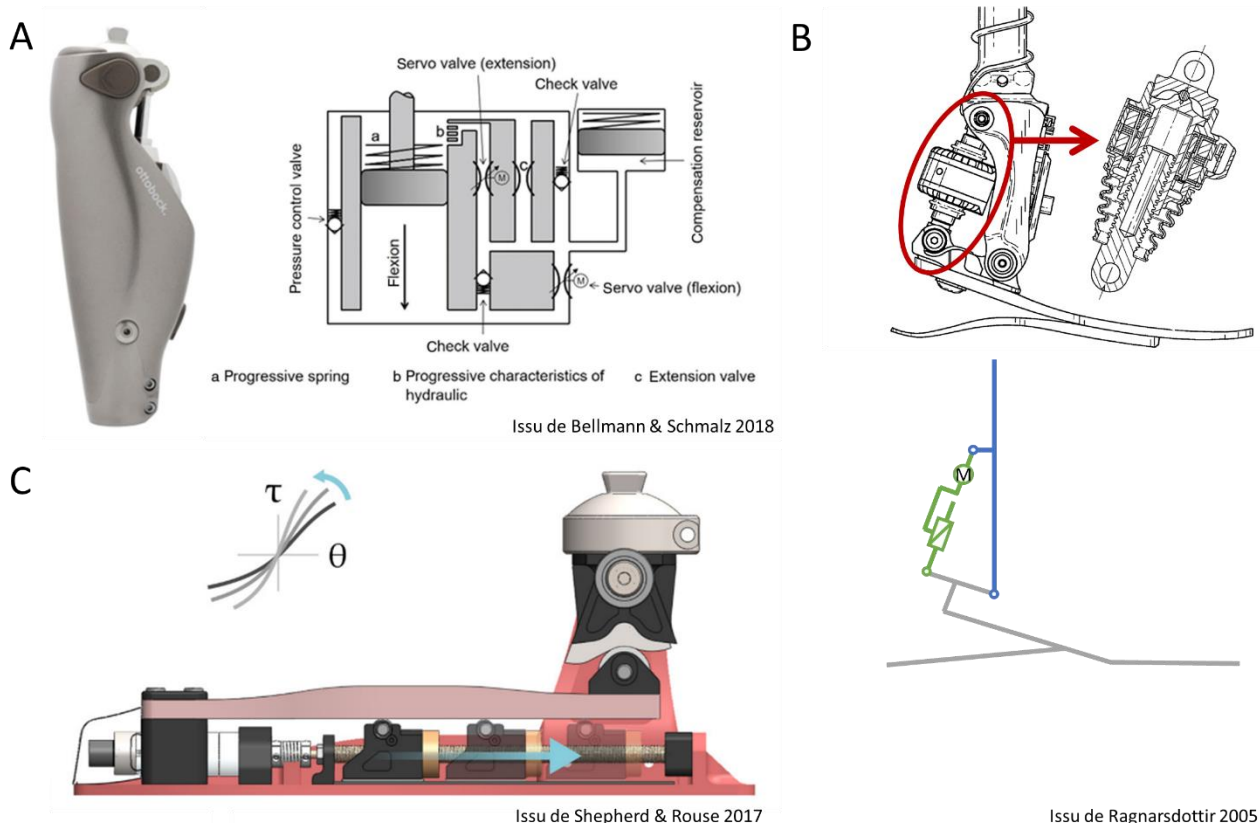 A
ottobock.
Pressure control valve
a
Flexion
b
Servo valve (extension)
M
c
Check valve
Compensation reservoir
M
Servo valve (flexion)
Check valve
a Progressive spring
b Progressive characteristics of
hydraulic
c Extension valve
Issu de Bellmann & Schmalz 2018
B
M
Issu de Ragnarsdottir 2005
C
τ
θ
Issu de Shepherd & Rouse 2017